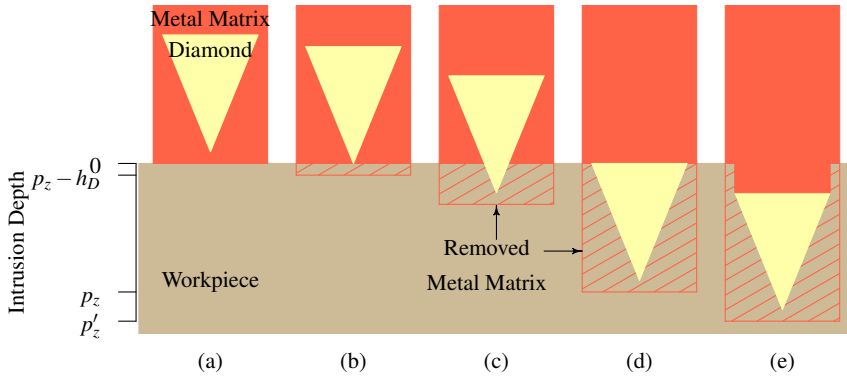 Metal Matrix
Diamond
0
p_z − h_D
Intrusion Depth
Removed
Workpiece
Metal Matrix
p_z
p′_z
(a) (b) (c) (d) (e)